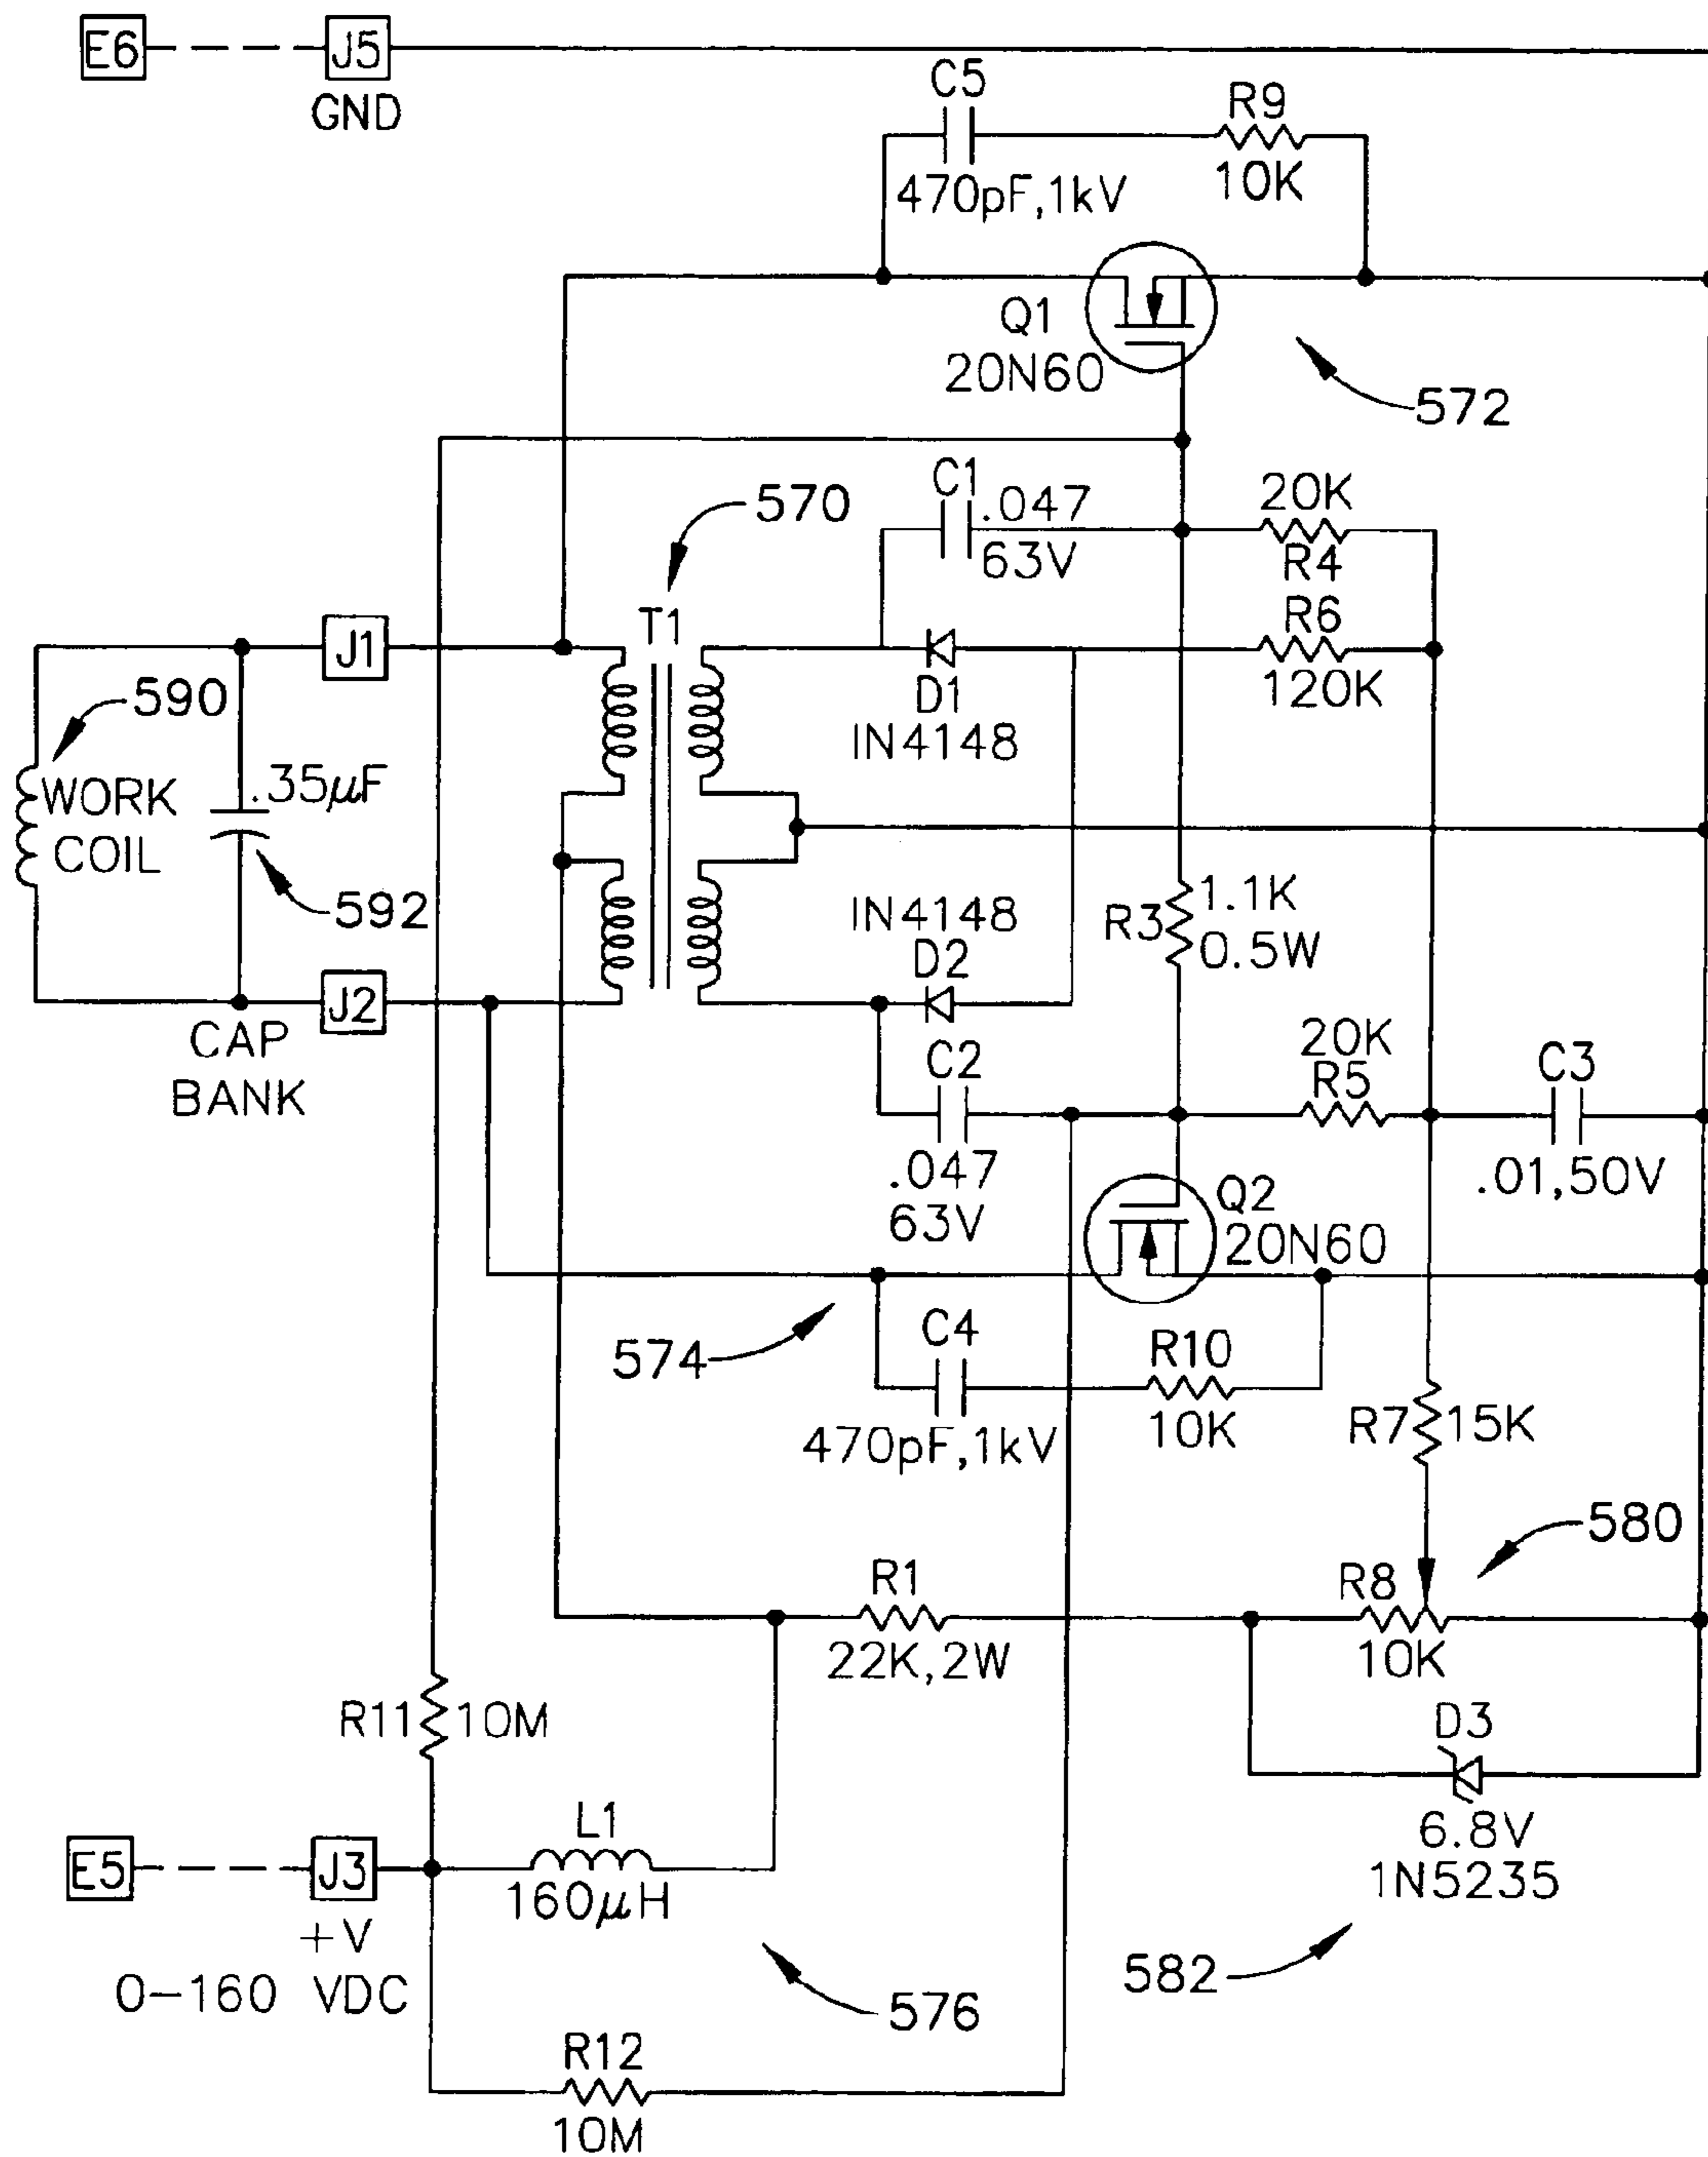 E6 J5
GND
C5
470pF,1kV
R9
10K
Q1
20N60
572
570
C1
.047
63V
20K
R4
R6
120K
T1
J1
D1
IN4148
590
WORK
COIL
.35µF
592
R3
1.1K
0.5W
IN4148
D2
J2
CAP
BANK
C2
.047
63V
20K
R5
C3
.01,50V
Q2
20N60
574
C4
470pF,1kV
R10
10K
R7
15K
580
R1
22K,2W
R8
10K
R11
10M
D3
6.8V
1N5235
582
E5 J3
+V
0-160 VDC
L1
160µH
576
R12
10M